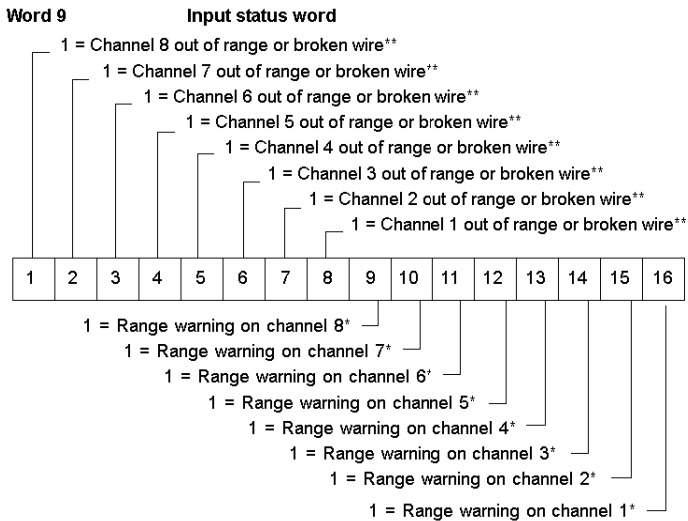 Word 9 Input status word
1 = Channel 8 out of range or broken wire**
1 = Channel 7 out of range or broken wire**
1 = Channel 6 out of range or broken wire**
1 = Channel 5 out of range or broken wire**
1 = Channel 4 out of range or broken wire**
1 = Channel 3 out of range or broken wire**
1 = Channel 2 out of range or broken wire**
1 = Channel 1 out of range or broken wire**
1 2 3 4 5 6 7 8 9 10 11 12 13 14 15 16
1 = Range warning on channel 8*
1 = Range warning on channel 7*
1 = Range warning on channel 6*
1 = Range warning on channel 5*
1 = Range warning on channel 4*
1 = Range warning on channel 3*
1 = Range warning on channel 2*
1 = Range warning on channel 1*